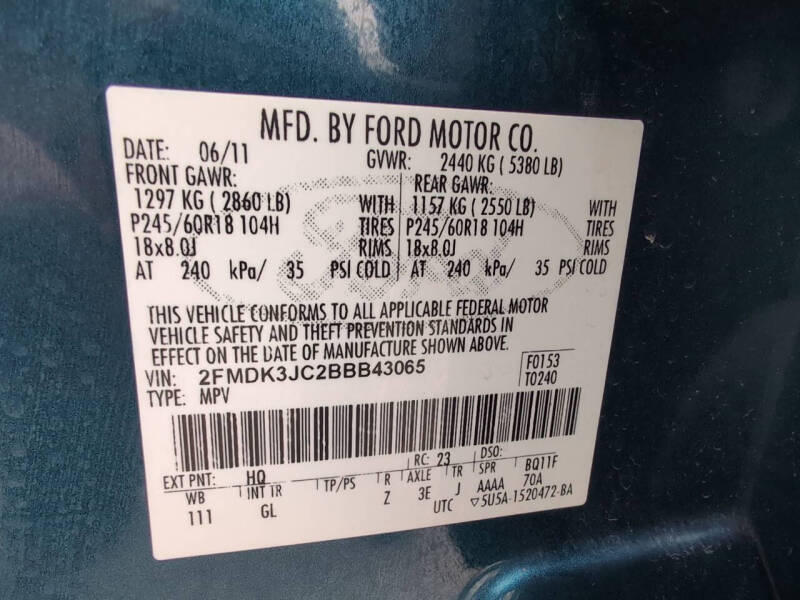 MFD. BY FORD MOTOR CO.
DATE: 06/11 GVWR: 2440 KG ( 5380 LB)
FRONT GAWR: REAR GAWR:
1297 KG ( 2860 LB) WITH 1157 KG ( 2550 LB) WITH
P245/60R18 104H TIRES P245/60R18 104H TIRES
18x8.0J RIMS 18x8.0J RIMS
AT 240 kPa/ 35 PSI COLD AT 240 kPa/ 35 PSI COLD
THIS VEHICLE CONFORMS TO ALL APPLICABLE FEDERAL MOTOR
VEHICLE SAFETY AND THEFT PREVENTION STANDARDS IN
EFFECT ON THE DATE OF MANUFACTURE SHOWN ABOVE.
VIN: 2FMDK3JC2BBB43065 F0153
TYPE: MPV T0240
RC: 23 DSO:
EXT PNT: HQ BQ11F
WB INT TR TP/PS R AXLE TR SPR 70A
111 GL Z 3E J AAAA
UTC ▽5U5A-1520472-BA